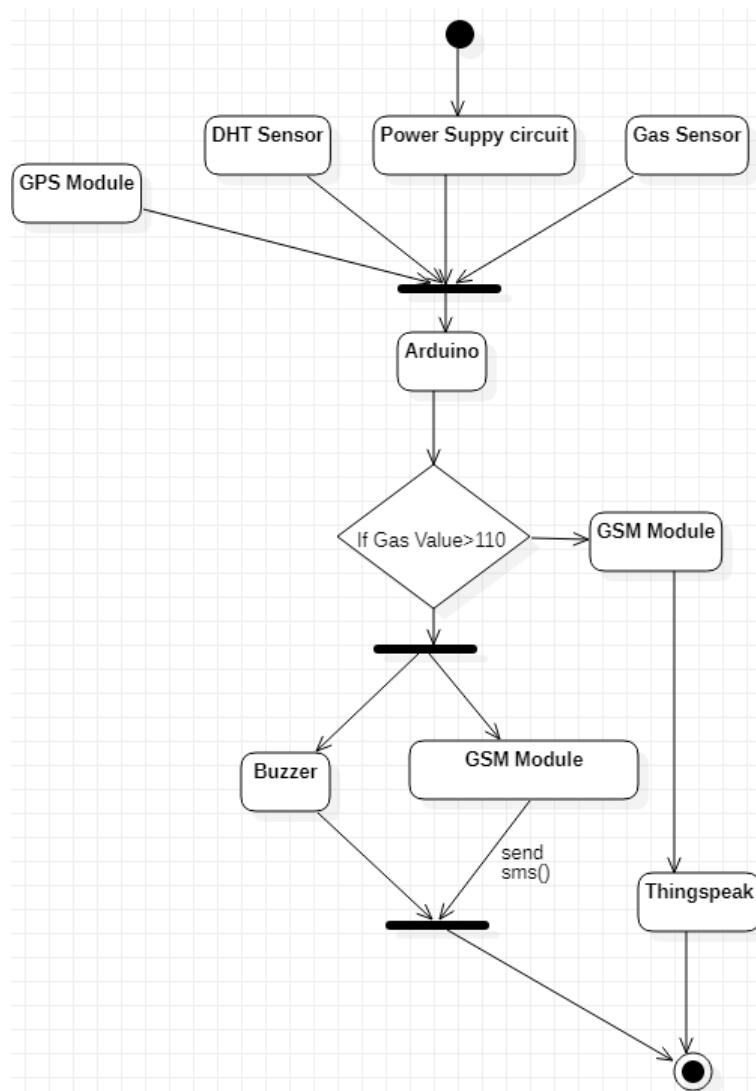 DHT Sensor
Power Suppy circuit
Gas Sensor
GPS Module
Arduino
If Gas Value>110
GSM Module
Buzzer
GSM Module
send
sms()
Thingspeak